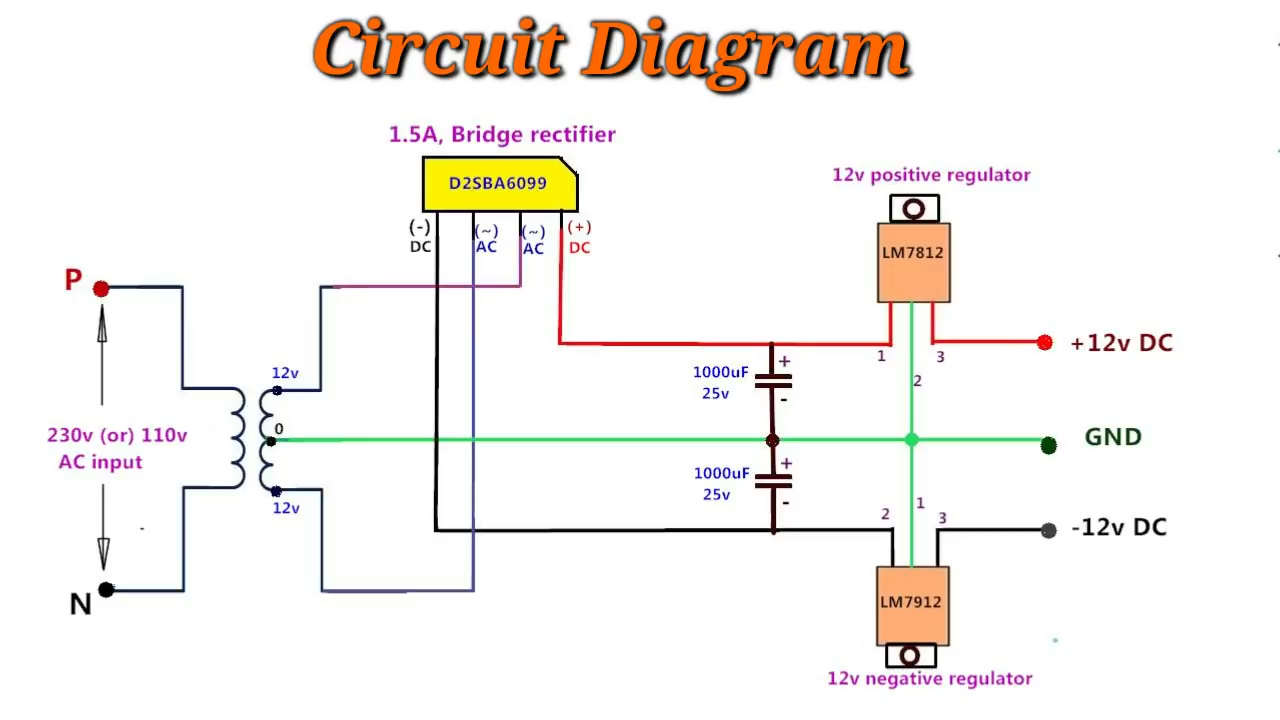 Circuit Diagram
1.5A, Bridge rectifier
D2SBA6099
(-)
DC
(~)
AC
(~)
AC
(+)
DC
12v positive regulator
LM7812
P
1
3
+12v DC
2
12v
1000uF
25v
+
-
0
230v (or) 110v
AC input
GND
1000uF
25v
+
-
12v
2
1
3
-12v DC
N
LM7912
12v negative regulator